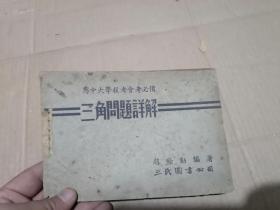 高中大學投考會考必備
三角問題詳解
編著
三民圖書公司